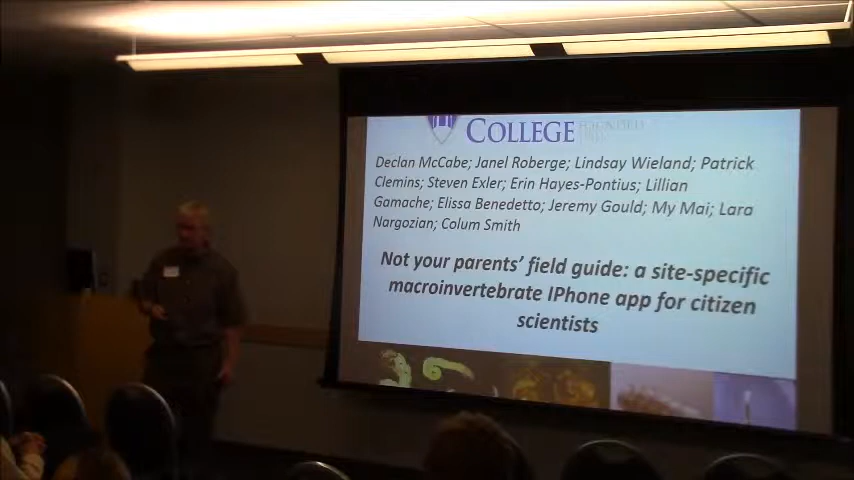 COLLEGE FOUNDED
Declan McCabe; Janel Roberge; Lindsay Wieland; Patrick
Clemins; Steven Exler; Erin Hayes-Pontius; Lillian
Gamache; Elissa Benedetto; Jeremy Gould; My Mai; Lara
Nargozian; Colum Smith
Not your parents’ field guide: a site-specific
macroinvertebrate IPhone app for citizen
scientists